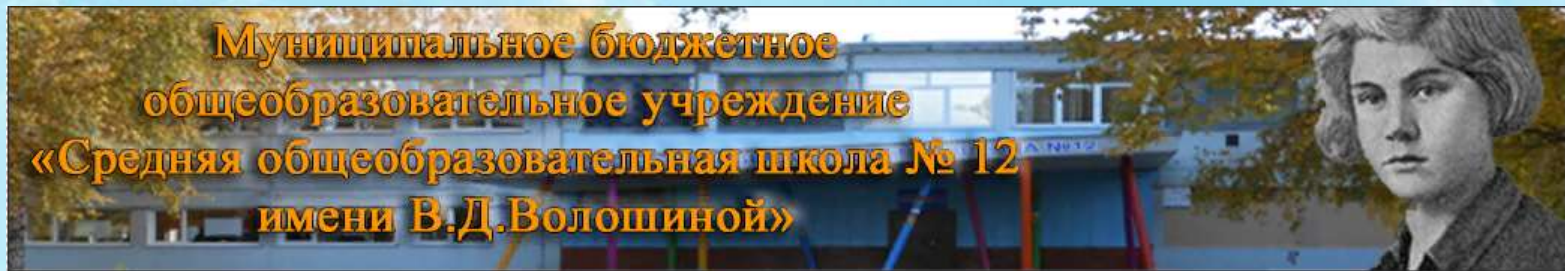 Муниципальное бюджетное
общеобразовательное учреждение
«Средняя общеобразовательная школа № 12
имени В.Д.Волошиной»